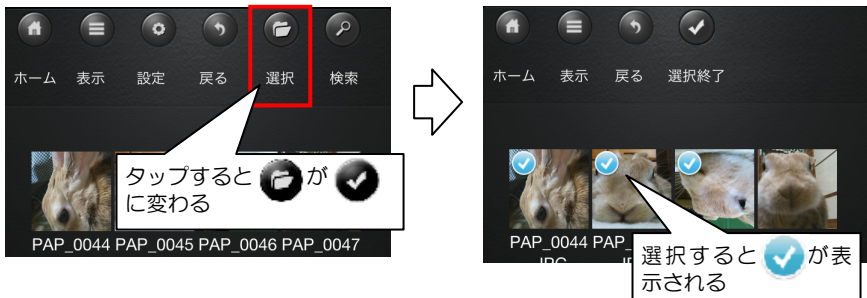 ホーム 表示 設定 戻る 選択 検索
タップすると が
に変わる
PAP_0044 PAP_0045 PAP_0046 PAP_0047
ホーム 表示 戻る 選択終了
PAP_0044 PAP_
選択すると が表
示される